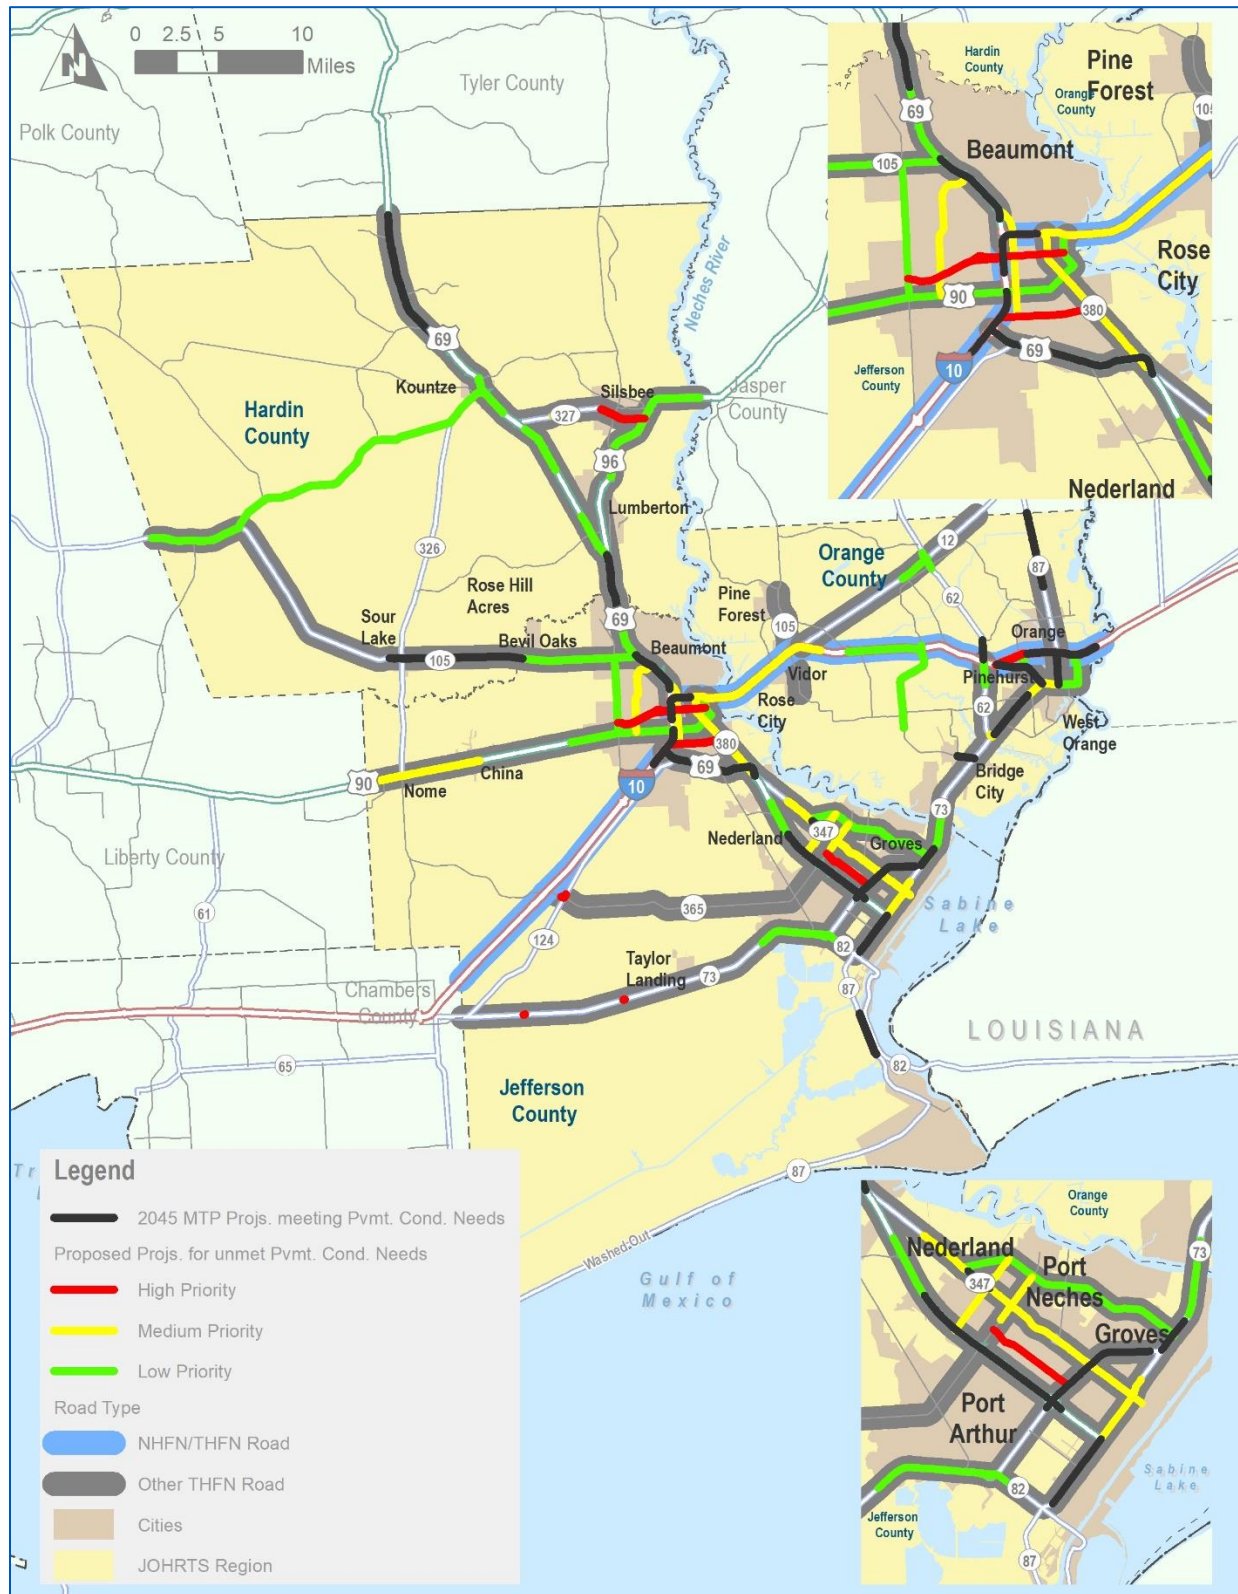 N
0 2.5 5 10
Miles
Tyler County
Polk County
Hardin
County
Orange
County
Pine
Forest
105
69
Beaumont
105
Rose
City
90
380
69
10
Jefferson
County
Nederland
Neches River
69
Kountze
Silsbee
Jasper
County
327
Hardin
County
96
Lumberton
326
12
87
Orange
County
62
Rose Hill
Acres
Pine
Forest
105
Sour
Lake
Bevil Oaks
69
Beaumont
Orange
105
Vidor
Pinehurst
Rose
City
62
West
Orange
380
China
69
90
Nome
10
Bridge
City
73
Nederland
347
Groves
Liberty County
61
365
Sabine
Lake
124
Taylor
Landing
82
73
87
Chambers
County
LOUISIANA
65
82
Jefferson
County
87
Washed Out
Gulf of
Mexico
Legend
2045 MTP Projs. meeting Pvmt. Cond. Needs
Proposed Projs. for unmet Pvmt. Cond. Needs
High Priority
Medium Priority
Low Priority
Road Type
NHFN/THFN Road
Other THFN Road
Cities
JOHRTS Region
Orange
County
73
Nederland
347
Port
Neches
Groves
Port
Arthur
82
Sabine
Lake
Jefferson
County
87